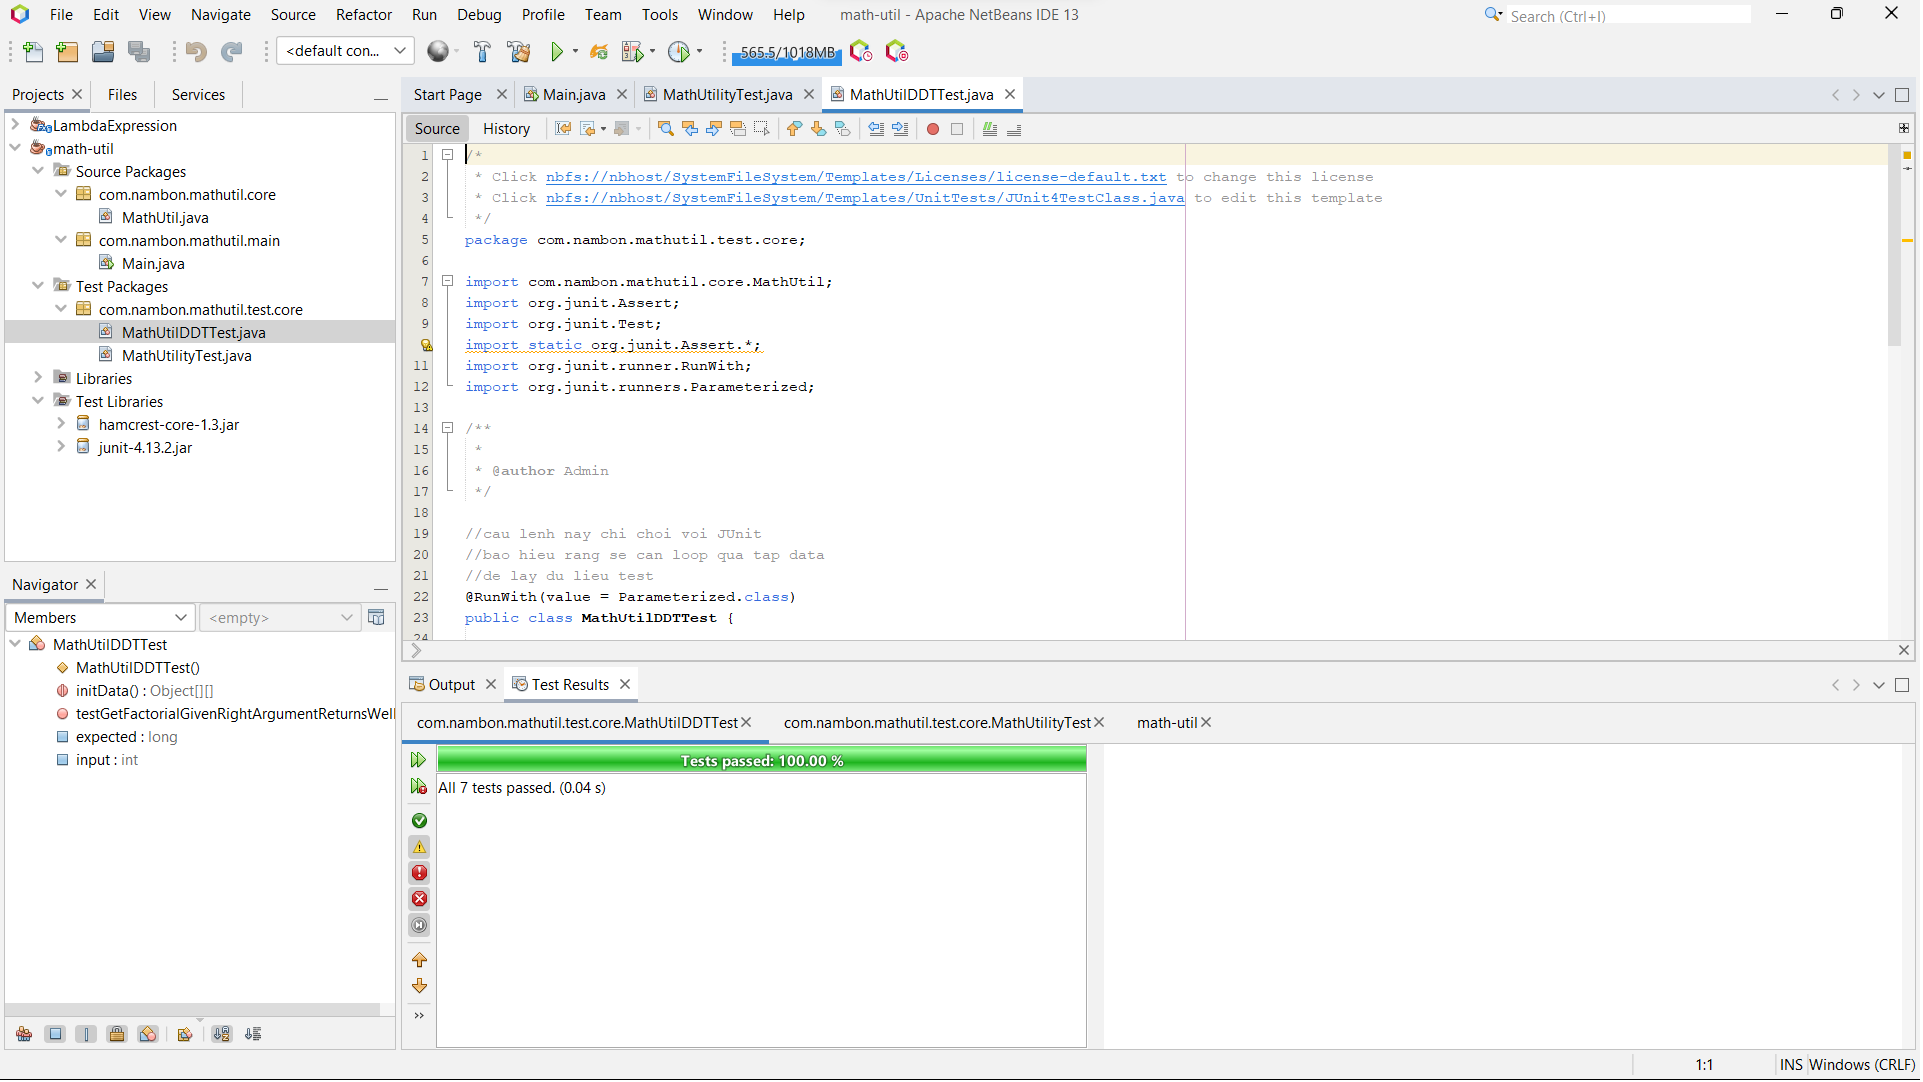 File Edit View Navigate Source Refactor Run Debug Profile Team Tools Window Help math-util - Apache NetBeans IDE 13 Search (Ctrl+I)
<default con... 565.5/1018MB
Projects Files Services
LambdaExpression
math-util
Source Packages
com.nambon.mathutil.core
MathUtil.java
com.nambon.mathutil.main
Main.java
Test Packages
com.nambon.mathutil.test.core
MathUtilDDTTest.java
MathUtilityTest.java
Libraries
Test Libraries
hamcrest-core-1.3.jar
junit-4.13.2.jar
Navigator
Members <empty>
MathUtilDDTTest
MathUtilDDTTest()
initData() : Object[][]
testGetFactorialGivenRightArgumentReturnsWell
expected : long
input : int
Start Page Main.java MathUtilityTest.java MathUtilDDTTest.java
Source History
1 /*
2 * Click nbfs://nbhost/SystemFileSystem/Templates/Licenses/license-default.txt to change this license
3 * Click nbfs://nbhost/SystemFileSystem/Templates/UnitTests/JUnit4TestClass.java to edit this template
4 */
5 package com.nambon.mathutil.test.core;
6
7 import com.nambon.mathutil.core.MathUtil;
8 import org.junit.Assert;
9 import org.junit.Test;
import static org.junit.Assert.*;
11 import org.junit.runner.RunWith;
12 import org.junit.runners.Parameterized;
13
14 /**
15 *
16 * @author Admin
17 */
18
19 //cau lenh nay chi choi voi JUnit
20 //bao hieu rang se can loop qua tap data
21 //de lay du lieu test
22 @RunWith(value = Parameterized.class)
23 public class MathUtilDDTTest {
24
Output Test Results
com.nambon.mathutil.test.core.MathUtilDDTTest com.nambon.mathutil.test.core.MathUtilityTest math-util
Tests passed: 100.00 %
All 7 tests passed. (0.04 s)
1:1 INS Windows (CRLF)